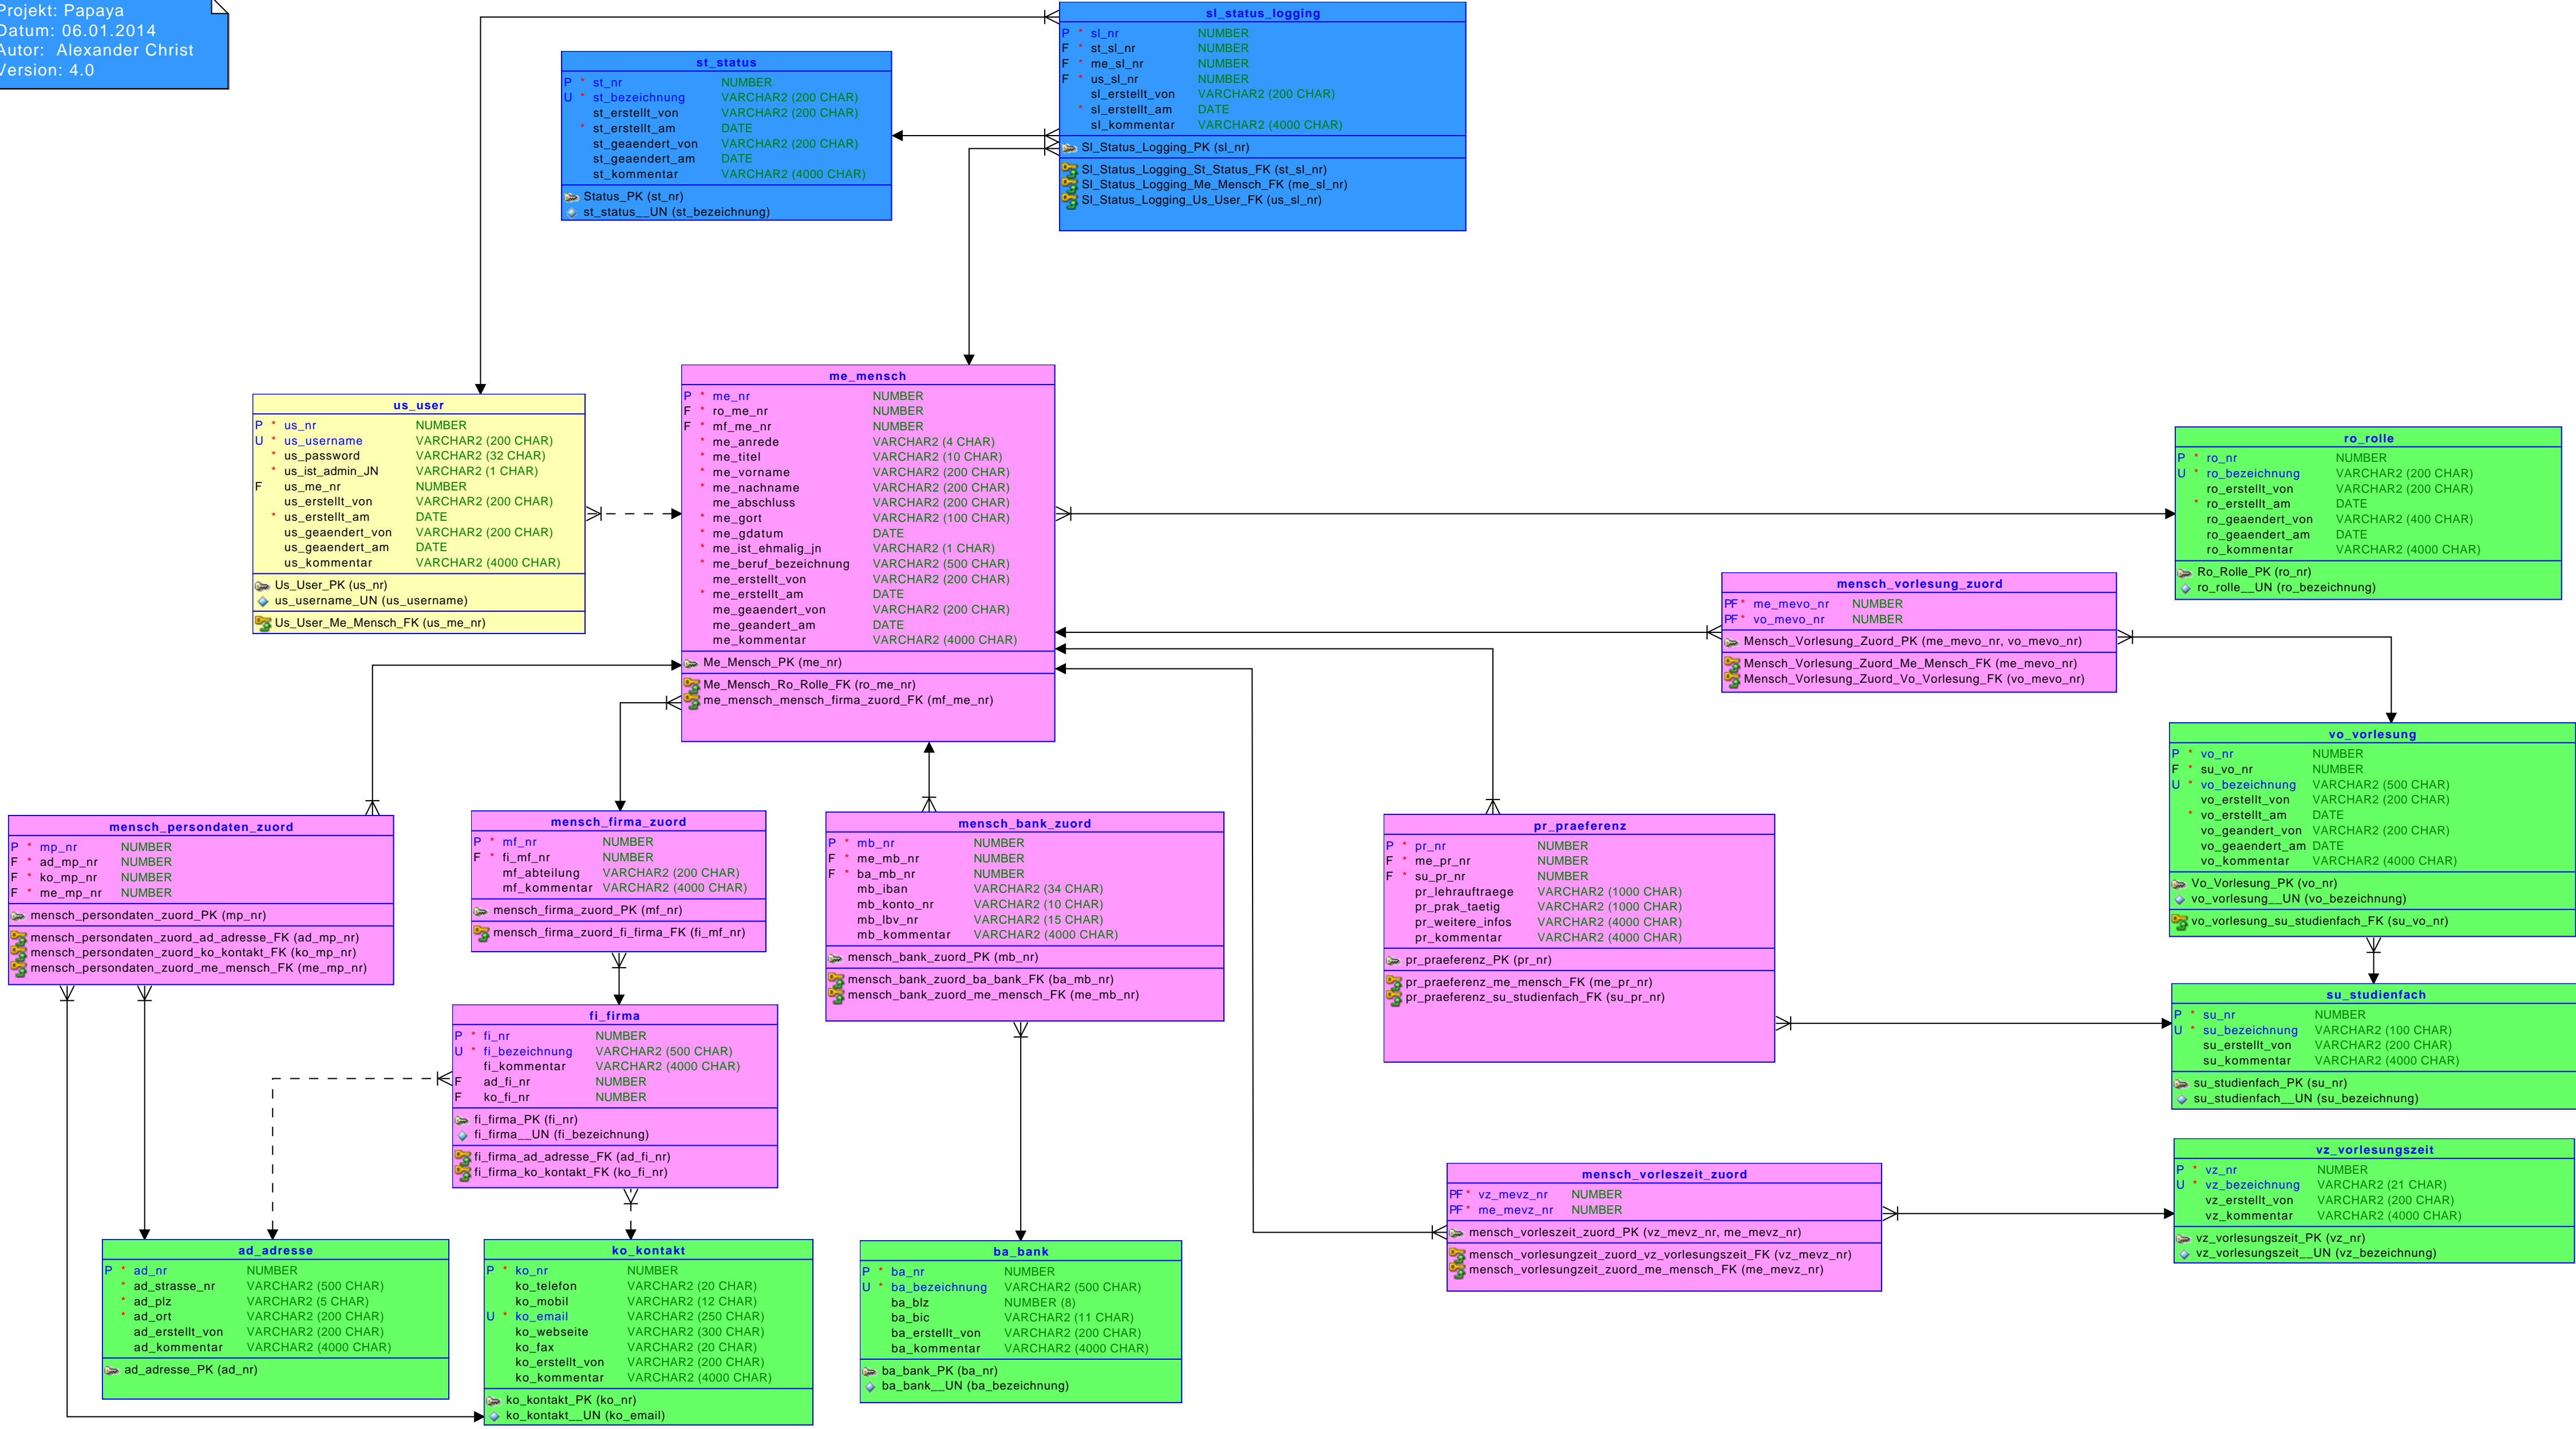 Projekt: Papaya
Datum: 06.01.2014
Autor: Alexander Christ
Version: 4.0
sl_status_logging
P * sl_nr NUMBER
F * st_sl_nr NUMBER
F * me_sl_nr NUMBER
F * us_sl_nr NUMBER
sl_erstellt_von VARCHAR2 (200 CHAR)
* sl_erstellt_am DATE
sl_kommentar VARCHAR2 (4000 CHAR)
Sl_Status_Logging_PK (sl_nr)
Sl_Status_Logging_St_Status_FK (st_sl_nr)
Sl_Status_Logging_Me_Mensch_FK (me_sl_nr)
Sl_Status_Logging_Us_User_FK (us_sl_nr)
st_status
P * st_nr NUMBER
U * st_bezeichnung VARCHAR2 (200 CHAR)
st_erstellt_von VARCHAR2 (200 CHAR)
* st_erstellt_am DATE
st_geaendert_von VARCHAR2 (200 CHAR)
st_geaendert_am DATE
st_kommentar VARCHAR2 (4000 CHAR)
Status_PK (st_nr)
st_status__UN (st_bezeichnung)
us_user
P * us_nr NUMBER
U * us_username VARCHAR2 (200 CHAR)
* us_password VARCHAR2 (32 CHAR)
* us_ist_admin_JN VARCHAR2 (1 CHAR)
F us_me_nr NUMBER
us_erstellt_von VARCHAR2 (200 CHAR)
* us_erstellt_am DATE
us_geaendert_von VARCHAR2 (200 CHAR)
us_geaendert_am DATE
us_kommentar VARCHAR2 (4000 CHAR)
Us_User_PK (us_nr)
us_username_UN (us_username)
Us_User_Me_Mensch_FK (us_me_nr)
me_mensch
P * me_nr NUMBER
F * ro_me_nr NUMBER
F * mf_me_nr NUMBER
* me_anrede VARCHAR2 (4 CHAR)
* me_titel VARCHAR2 (10 CHAR)
* me_vorname VARCHAR2 (200 CHAR)
* me_nachname VARCHAR2 (200 CHAR)
me_abschluss VARCHAR2 (200 CHAR)
* me_gort VARCHAR2 (100 CHAR)
* me_gdatum DATE
* me_ist_ehmalig_jn VARCHAR2 (1 CHAR)
* me_beruf_bezeichnung VARCHAR2 (500 CHAR)
me_erstellt_von VARCHAR2 (200 CHAR)
* me_erstellt_am DATE
me_geaendert_von VARCHAR2 (200 CHAR)
me_geandert_am DATE
me_kommentar VARCHAR2 (4000 CHAR)
Me_Mensch_PK (me_nr)
Me_Mensch_Ro_Rolle_FK (ro_me_nr)
me_mensch_mensch_firma_zuord_FK (mf_me_nr)
ro_rolle
P * ro_nr NUMBER
U * ro_bezeichnung VARCHAR2 (200 CHAR)
ro_erstellt_von VARCHAR2 (200 CHAR)
* ro_erstellt_am DATE
ro_geaendert_von VARCHAR2 (400 CHAR)
ro_geaendert_am DATE
ro_kommentar VARCHAR2 (4000 CHAR)
Ro_Rolle_PK (ro_nr)
ro_rolle__UN (ro_bezeichnung)
mensch_vorlesung_zuord
PF * me_mevo_nr NUMBER
PF * vo_mevo_nr NUMBER
Mensch_Vorlesung_Zuord_PK (me_mevo_nr, vo_mevo_nr)
Mensch_Vorlesung_Zuord_Me_Mensch_FK (me_mevo_nr)
Mensch_Vorlesung_Zuord_Vo_Vorlesung_FK (vo_mevo_nr)
vo_vorlesung
P * vo_nr NUMBER
F * su_vo_nr NUMBER
U * vo_bezeichnung VARCHAR2 (500 CHAR)
vo_erstellt_von VARCHAR2 (200 CHAR)
* vo_erstellt_am DATE
vo_geandert_von VARCHAR2 (200 CHAR)
vo_geaendert_am DATE
vo_kommentar VARCHAR2 (4000 CHAR)
Vo_Vorlesung_PK (vo_nr)
vo_vorlesung__UN (vo_bezeichnung)
vo_vorlesung_su_studienfach_FK (su_vo_nr)
mensch_persondaten_zuord
P * mp_nr NUMBER
F * ad_mp_nr NUMBER
F * ko_mp_nr NUMBER
F * me_mp_nr NUMBER
mensch_persondaten_zuord_PK (mp_nr)
mensch_persondaten_zuord_ad_adresse_FK (ad_mp_nr)
mensch_persondaten_zuord_ko_kontakt_FK (ko_mp_nr)
mensch_persondaten_zuord_me_mensch_FK (me_mp_nr)
mensch_firma_zuord
P * mf_nr NUMBER
F * fi_mf_nr NUMBER
mf_abteilung VARCHAR2 (200 CHAR)
mf_kommentar VARCHAR2 (4000 CHAR)
mensch_firma_zuord_PK (mf_nr)
mensch_firma_zuord_fi_firma_FK (fi_mf_nr)
mensch_bank_zuord
P * mb_nr NUMBER
F * me_mb_nr NUMBER
F * ba_mb_nr NUMBER
mb_iban VARCHAR2 (34 CHAR)
mb_konto_nr VARCHAR2 (10 CHAR)
mb_lbv_nr VARCHAR2 (15 CHAR)
mb_kommentar VARCHAR2 (4000 CHAR)
mensch_bank_zuord_PK (mb_nr)
mensch_bank_zuord_ba_bank_FK (ba_mb_nr)
mensch_bank_zuord_me_mensch_FK (me_mb_nr)
pr_praeferenz
P * pr_nr NUMBER
F * me_pr_nr NUMBER
F * su_pr_nr NUMBER
pr_lehrauftraege VARCHAR2 (1000 CHAR)
pr_prak_taetig VARCHAR2 (1000 CHAR)
pr_weitere_infos VARCHAR2 (4000 CHAR)
pr_kommentar VARCHAR2 (4000 CHAR)
pr_praeferenz_PK (pr_nr)
pr_praeferenz_me_mensch_FK (me_pr_nr)
pr_praeferenz_su_studienfach_FK (su_pr_nr)
su_studienfach
P * su_nr NUMBER
U * su_bezeichnung VARCHAR2 (100 CHAR)
su_erstellt_von VARCHAR2 (200 CHAR)
su_kommentar VARCHAR2 (4000 CHAR)
su_studienfach_PK (su_nr)
su_studienfach__UN (su_bezeichnung)
fi_firma
P * fi_nr NUMBER
U * fi_bezeichnung VARCHAR2 (500 CHAR)
fi_kommentar VARCHAR2 (4000 CHAR)
F ad_fi_nr NUMBER
F ko_fi_nr NUMBER
fi_firma_PK (fi_nr)
fi_firma__UN (fi_bezeichnung)
fi_firma_ad_adresse_FK (ad_fi_nr)
fi_firma_ko_kontakt_FK (ko_fi_nr)
mensch_vorleszeit_zuord
PF * vz_mevz_nr NUMBER
PF * me_mevz_nr NUMBER
mensch_vorleszeit_zuord_PK (vz_mevz_nr, me_mevz_nr)
mensch_vorlesungzeit_zuord_vz_vorlesungszeit_FK (vz_mevz_nr)
mensch_vorlesungzeit_zuord_me_mensch_FK (me_mevz_nr)
vz_vorlesungszeit
P * vz_nr NUMBER
U * vz_bezeichnung VARCHAR2 (21 CHAR)
vz_erstellt_von VARCHAR2 (200 CHAR)
vz_kommentar VARCHAR2 (4000 CHAR)
vz_vorlesungszeit_PK (vz_nr)
vz_vorlesungszeit__UN (vz_bezeichnung)
ad_adresse
P * ad_nr NUMBER
* ad_strasse_nr VARCHAR2 (500 CHAR)
* ad_plz VARCHAR2 (5 CHAR)
* ad_ort VARCHAR2 (200 CHAR)
ad_erstellt_von VARCHAR2 (200 CHAR)
ad_kommentar VARCHAR2 (4000 CHAR)
ad_adresse_PK (ad_nr)
ko_kontakt
P * ko_nr NUMBER
ko_telefon VARCHAR2 (20 CHAR)
ko_mobil VARCHAR2 (12 CHAR)
U * ko_email VARCHAR2 (250 CHAR)
ko_webseite VARCHAR2 (300 CHAR)
ko_fax VARCHAR2 (20 CHAR)
ko_erstellt_von VARCHAR2 (200 CHAR)
ko_kommentar VARCHAR2 (4000 CHAR)
ko_kontakt_PK (ko_nr)
ko_kontakt__UN (ko_email)
ba_bank
P * ba_nr NUMBER
U * ba_bezeichnung VARCHAR2 (500 CHAR)
ba_blz NUMBER (8)
ba_bic VARCHAR2 (11 CHAR)
ba_erstellt_von VARCHAR2 (200 CHAR)
ba_kommentar VARCHAR2 (4000 CHAR)
ba_bank_PK (ba_nr)
ba_bank__UN (ba_bezeichnung)